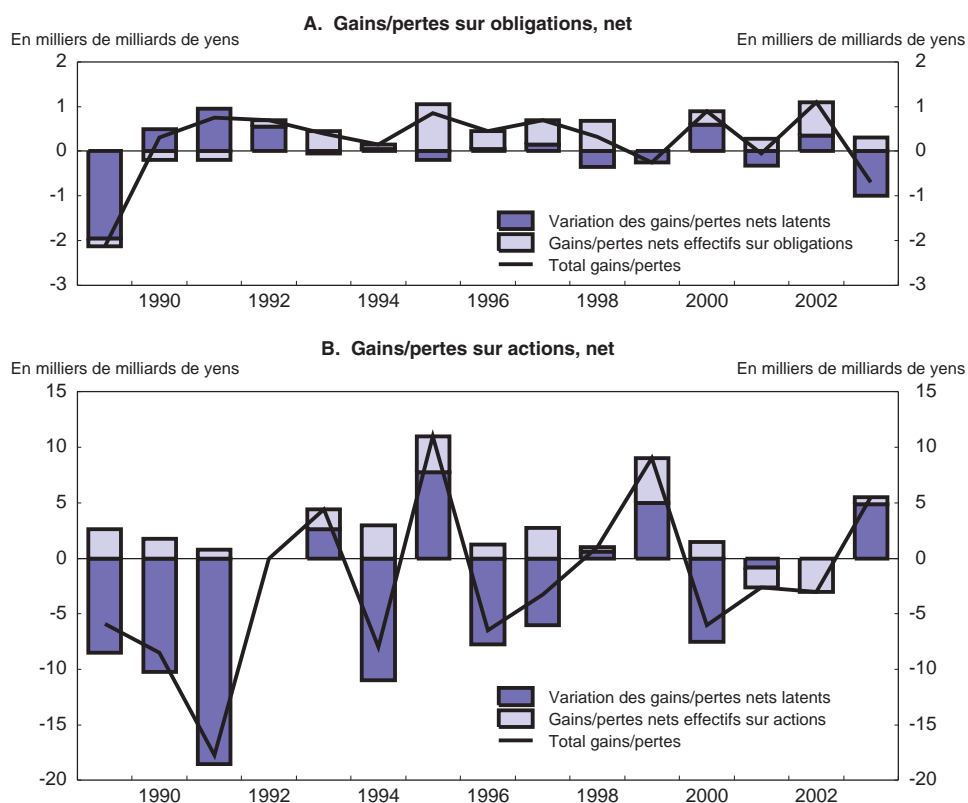 A. Gains/pertes sur obligations, net
En milliers de milliards de yens En milliers de milliards de yens
2 2
1 1
0 0
-1 -1
Variation des gains/pertes nets latents
Gains/pertes nets effectifs sur obligations
-2 -2
Total gains/pertes
-3 -3
1990 1992 1994 1996 1998 2000 2002
B. Gains/pertes sur actions, net
En milliers de milliards de yens En milliers de milliards de yens
15 15
10 10
5 5
0 0
-5 -5
-10 -10
Variation des gains/pertes nets latents
Gains/pertes nets effectifs sur actions
-15 -15
Total gains/pertes
-20 -20
1990 1992 1994 1996 1998 2000 2002